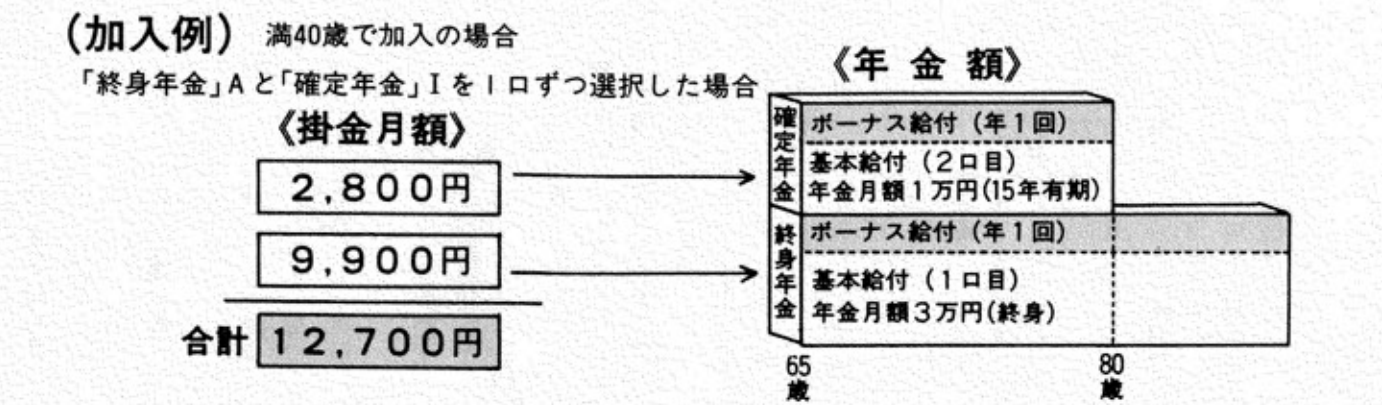 (加入例) 満40歳で加入の場合
「終身年金」Aと「確定年金」Ⅰを1口ずつ選択した場合
《掛金月額》
2,800円
9,900円
合計 12,700円
《年金額》
確定年金
ボーナス給付(年1回)
基本給付(2口目)
年金月額1万円(15年有期)
終身年金
ボーナス給付(年1回)
基本給付(1口目)
年金月額3万円(終身)
65歳
80歳